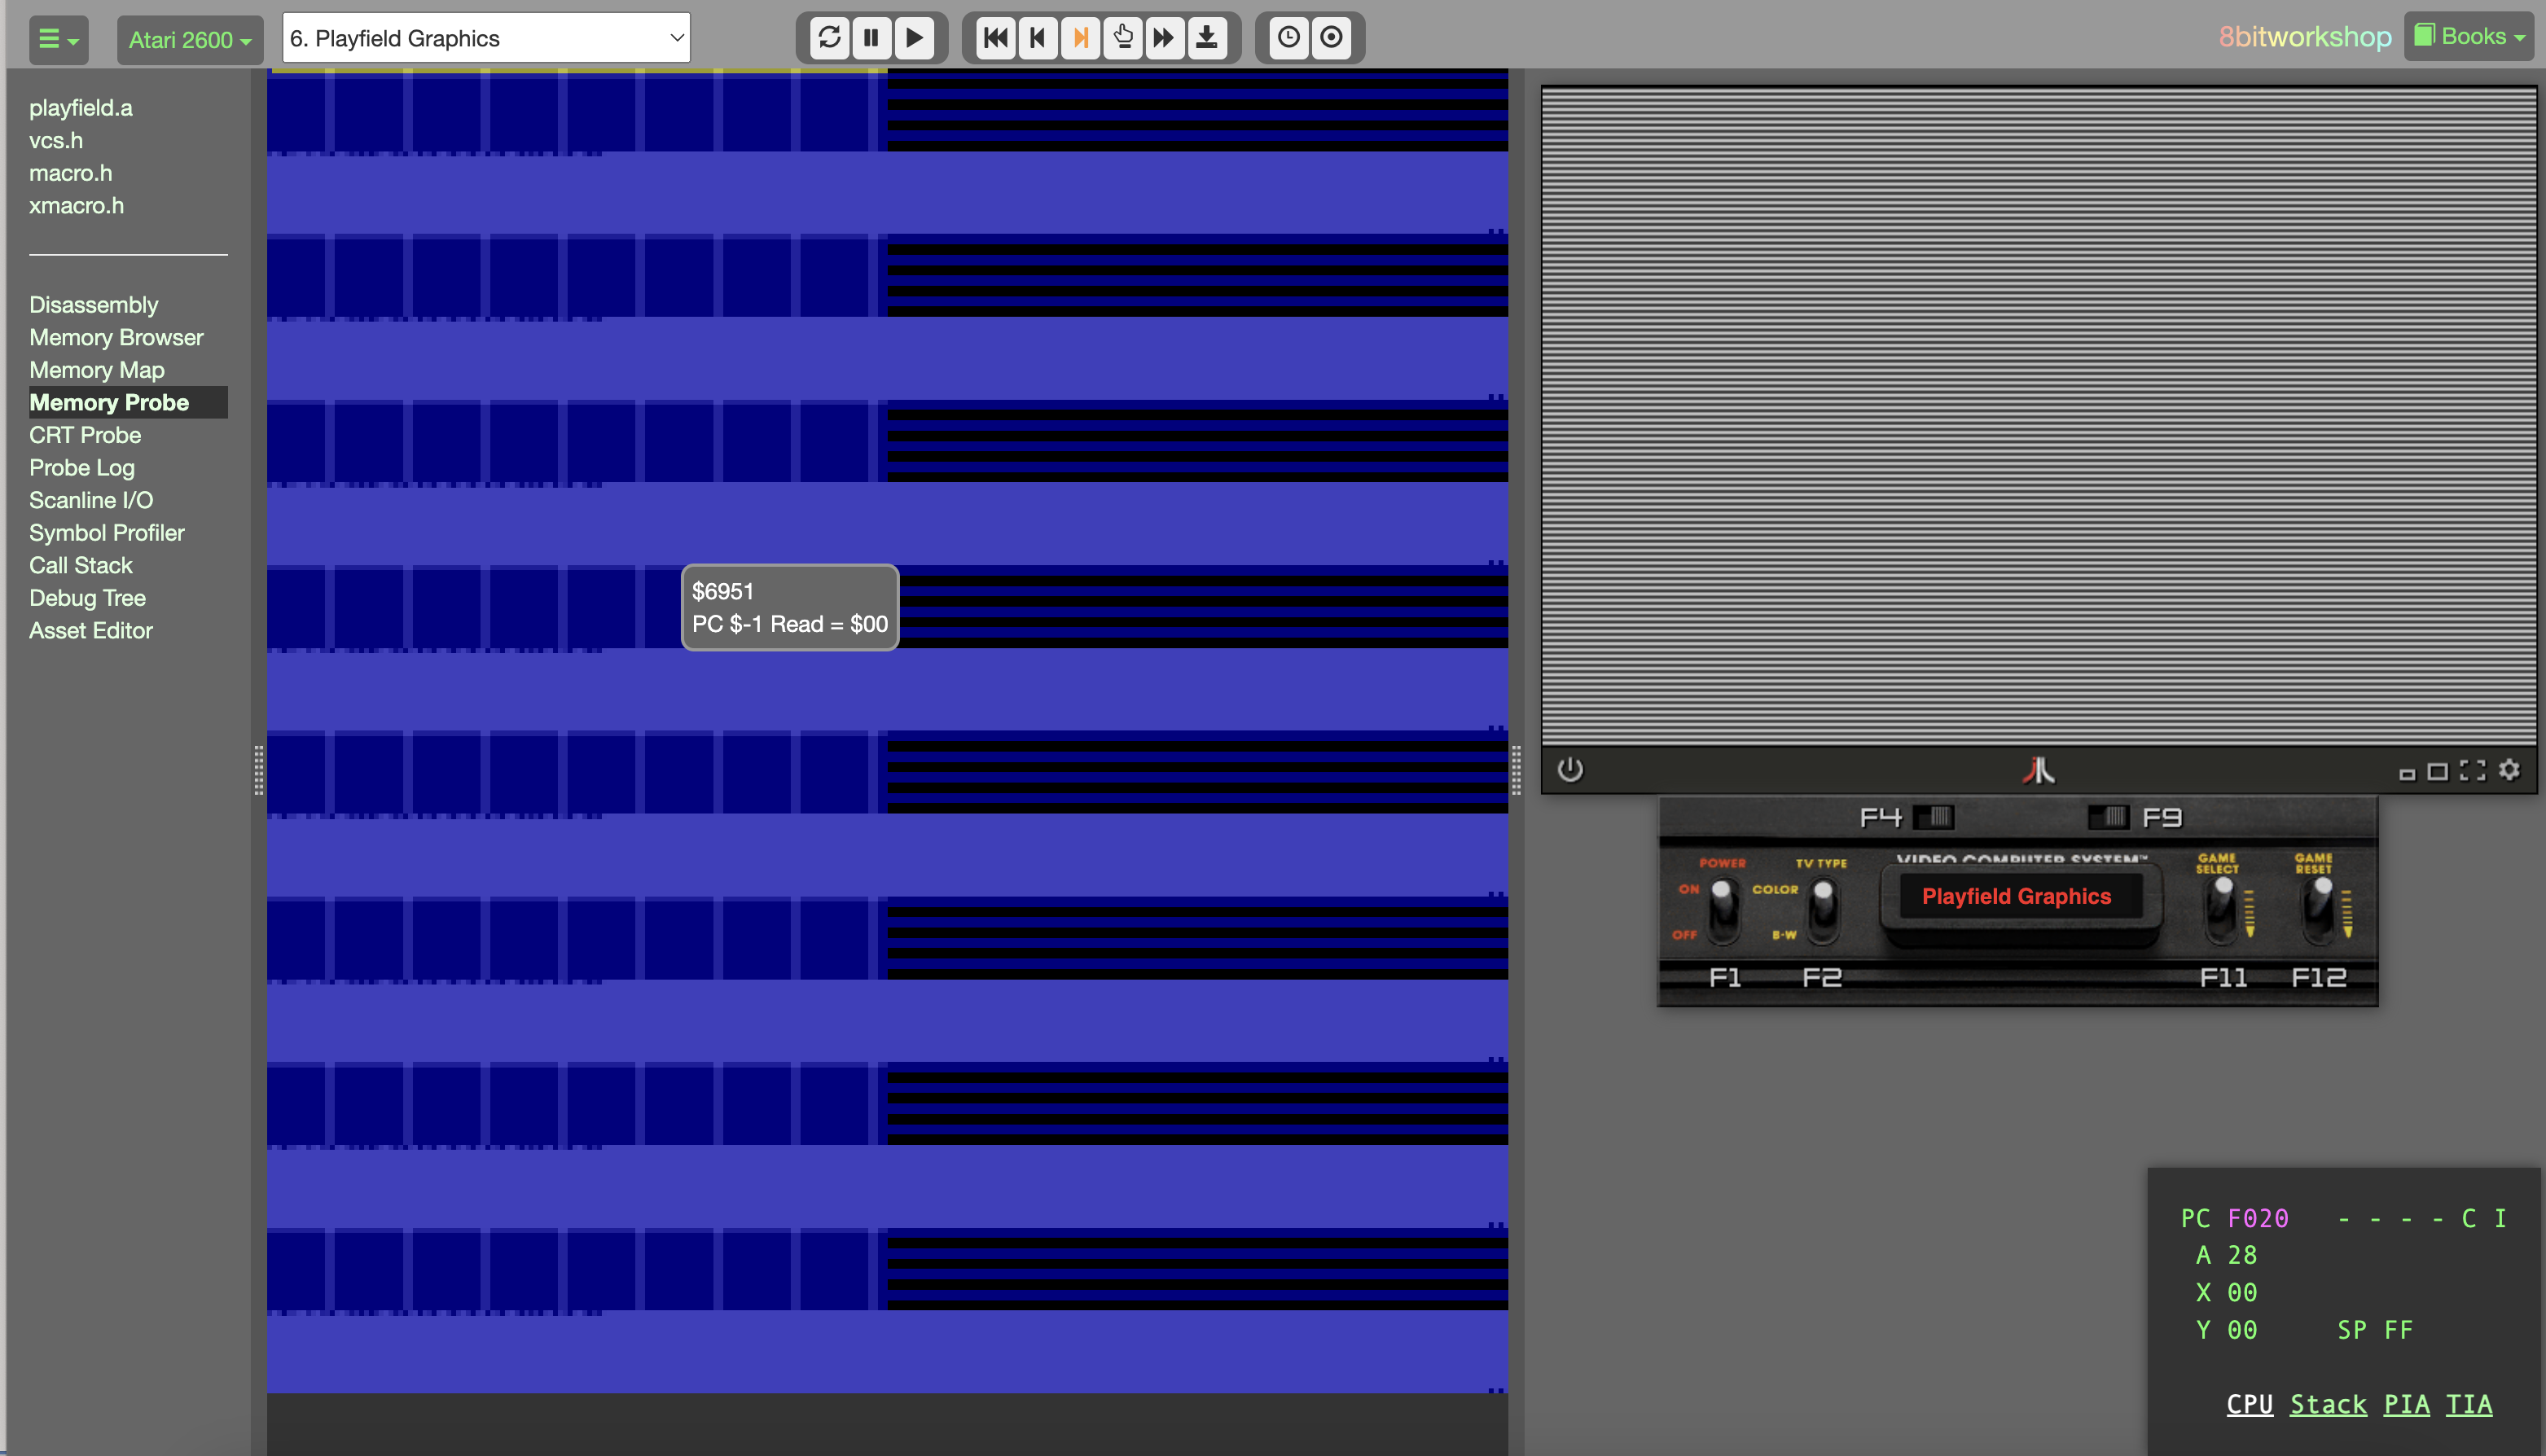 Atari 2600
6. Playfield Graphics
8bitworkshop
Books
playfield.a
vcs.h
macro.h
xmacro.h
Disassembly
Memory Browser
Memory Map
Memory Probe
CRT Probe
Probe Log
Scanline I/O
Symbol Profiler
Call Stack
Debug Tree
Asset Editor
$6951
PC $-1 Read = $00
F4 F9
POWER TV TYPE VIDEO COMPUTER SYSTEM™ GAME SELECT GAME RESET
ON COLOR Playfield Graphics
OFF B·W
F1 F2 F11 F12
PC F020 - - - - C I
A 28
X 00
Y 00 SP FF
CPU Stack PIA TIA